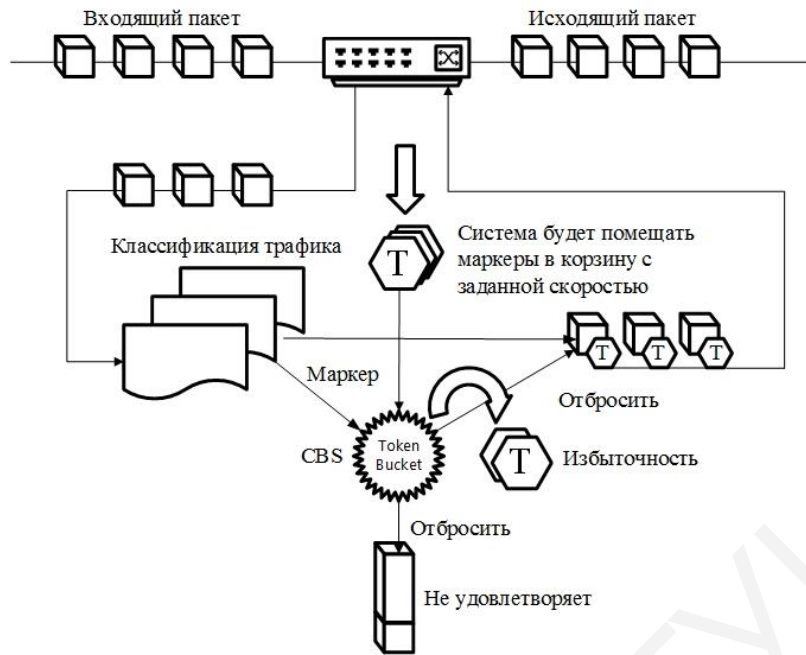 Входящий пакет
Исходящий пакет
Классификация трафика
T
Система будет помещать
маркеры в корзину с
заданной скоростью
T
T
T
Маркер
Отбросить
CBS
Token
Bucket
T
Избыточность
Отбросить
Не удовлетворяет